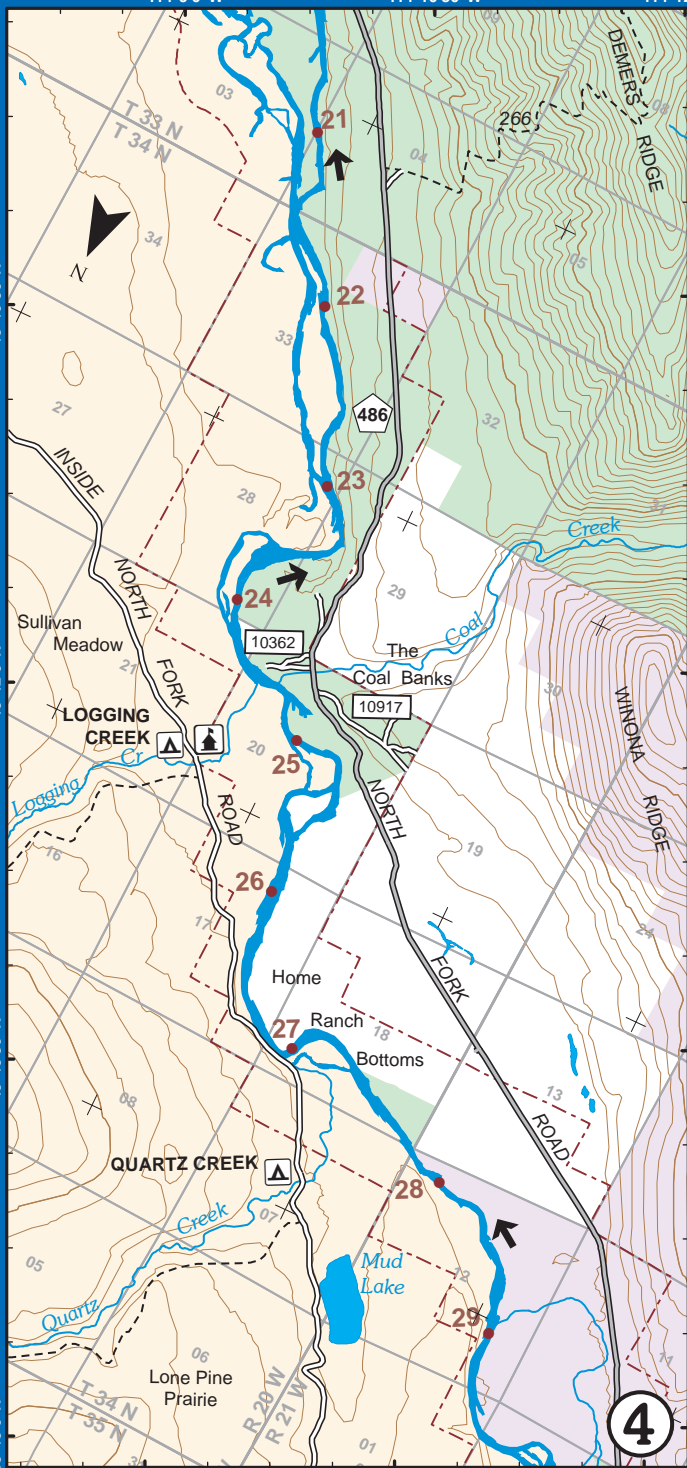 03
09
DEMERS
RIDGE
08
21
266
04
T 33 N
T 34 N
34
N
05
22
33
27
486
32
INSIDE
23
28
31
Creek
NORTH
24
29
Coal
The
Coal Banks
10362
Sullivan
Meadow
21
FORK
30
10917
WINONA
RIDGE
LOGGING
CREEK
20
25
Logging
Cr
ROAD
NORTH
16
19
26
17
24
FORK
Home
Ranch
Bottoms
27
18
13
08
ROAD
QUARTZ CREEK
28
07
Creek
Quartz
05
Mud
Lake
12
29
11
06
Lone Pine
Prairie
R 20 W
R 21 W
T 34 N
T 35 N
01
4